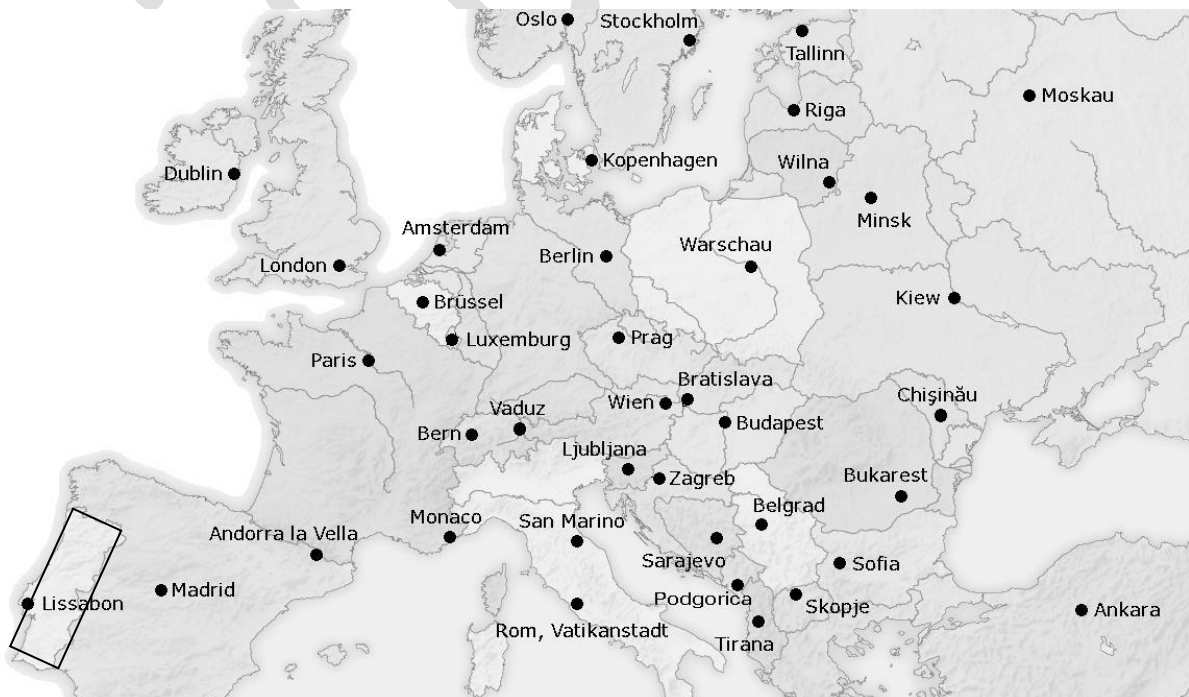 Oslo
Stockholm
Tallinn
Moskau
Riga
Kopenhagen
Wilna
Dublin
Minsk
Amsterdam
Warschau
Berlin
London
Kiew
Brüssel
Luxemburg
Prag
Paris
Bratislava
Chişinău
Vaduz
Wien
Budapest
Bern
Ljubljana
Zagreb
Bukarest
Belgrad
Monaco
San Marino
Andorra la Vella
Sarajevo
Sofia
Madrid
Podgorica
Lissabon
Skopje
Ankara
Rom, Vatikanstadt
Tirana